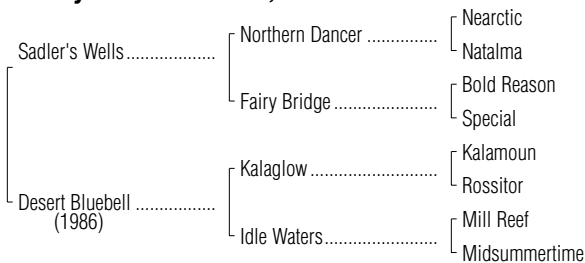 Sadler's Wells
Northern Dancer
Nearctic
Natalma
Fairy Bridge
Bold Reason
Special
Desert Bluebell
(1986)
Kalaglow
Kalamoun
Rossitor
Idle Waters
Mill Reef
Midsummertime